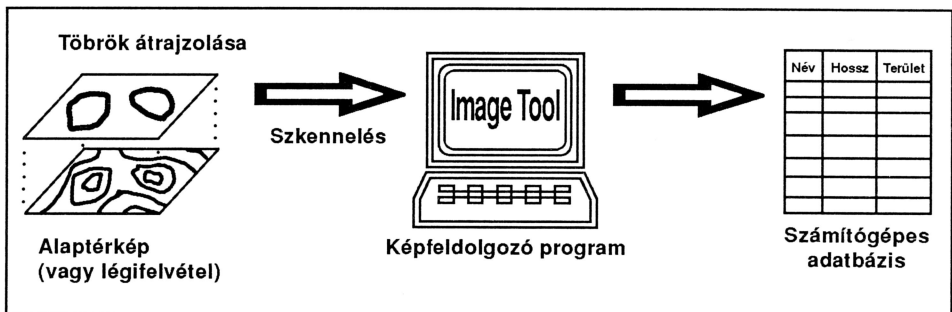 Töbrök átrajzolása
Alaptérkép
(vagy légifelvétel)
Szkennelés
Image Tool
Képfeldolgozó program
Név Hossz Terület
Számítógépes
adatbázis